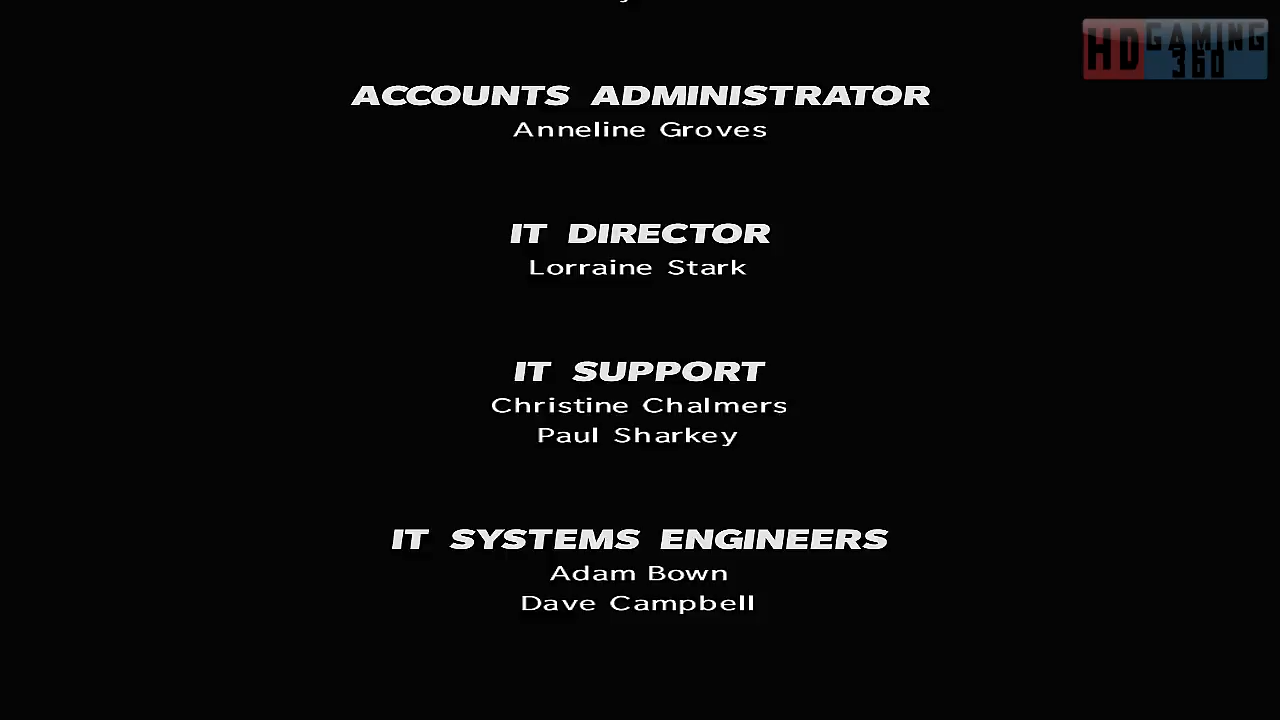 HD GAMING
360
ACCOUNTS ADMINISTRATOR
Anneline Groves
IT DIRECTOR
Lorraine Stark
IT SUPPORT
Christine Chalmers
Paul Sharkey
IT SYSTEMS ENGINEERS
Adam Bown
Dave Campbell